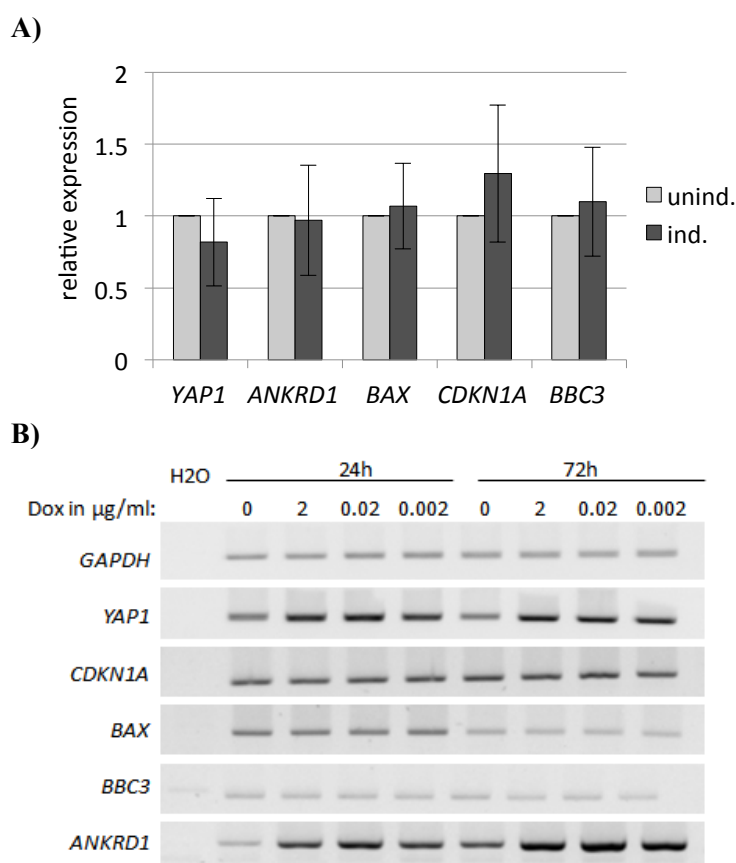 A)
2
1.5
1
0.5
0
relative expression
unind.
ind.
YAP1 ANKRD1 BAX CDKN1A BBC3
B)
H2O 24h 72h
Dox in µg/ml: 0 2 0.02 0.002 0 2 0.02 0.002
GAPDH
YAP1
CDKN1A
BAX
BBC3
ANKRD1